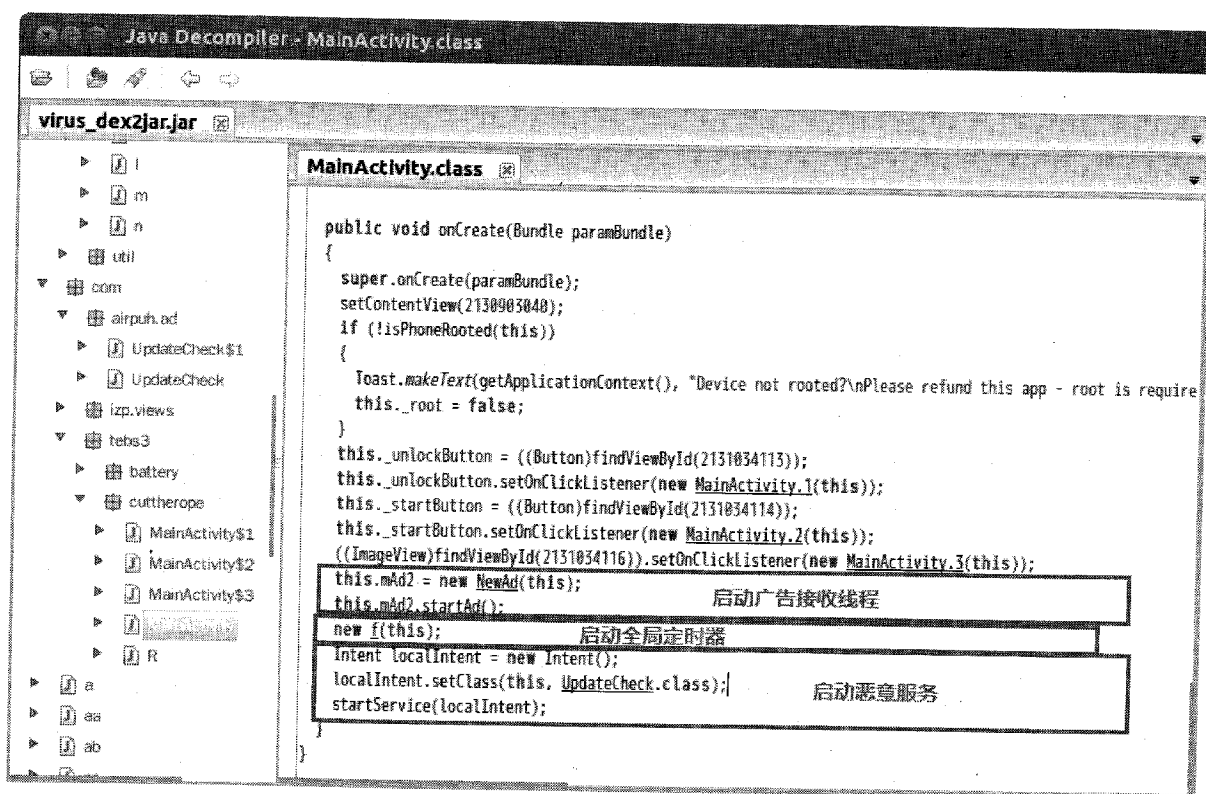 Java Decompiler - MainActivity.class
virus_dex2jar.jar
l
m
n
util
com
airpuh.ad
UpdateCheck$1
UpdateCheck
izp.views
tebs3
battery
cuttherope
MainActivity$1
MainActivity$2
MainActivity$3
R
a
aa
ab
MainActivity.class
public void onCreate(Bundle paramBundle)
{
super.onCreate(paramBundle);
setContentView(2130903040);
if (!isPhoneRooted(this))
{
Toast.makeText(getApplicationContext(), "Device not rooted?\nPlease refund this app - root is require
this._root = false;
}
this._unlockButton = ((Button)findViewById(2131034113));
this._unlockButton.setOnClickListener(new MainActivity.1(this));
this._startButton = ((Button)findViewById(2131034114));
this._startButton.setOnClickListener(new MainActivity.2(this));
((ImageView)findViewById(2131034116)).setOnClickListener(new MainActivity.3(this));
this.mAd2 = new NewAd(this);
this.mAd2.startAd();
启动广告接收线程
new f(this);
启动全局定时器
Intent localIntent = new Intent();
localIntent.setClass(this, UpdateCheck.class);
启动恶意服务
startService(localIntent);
}
}